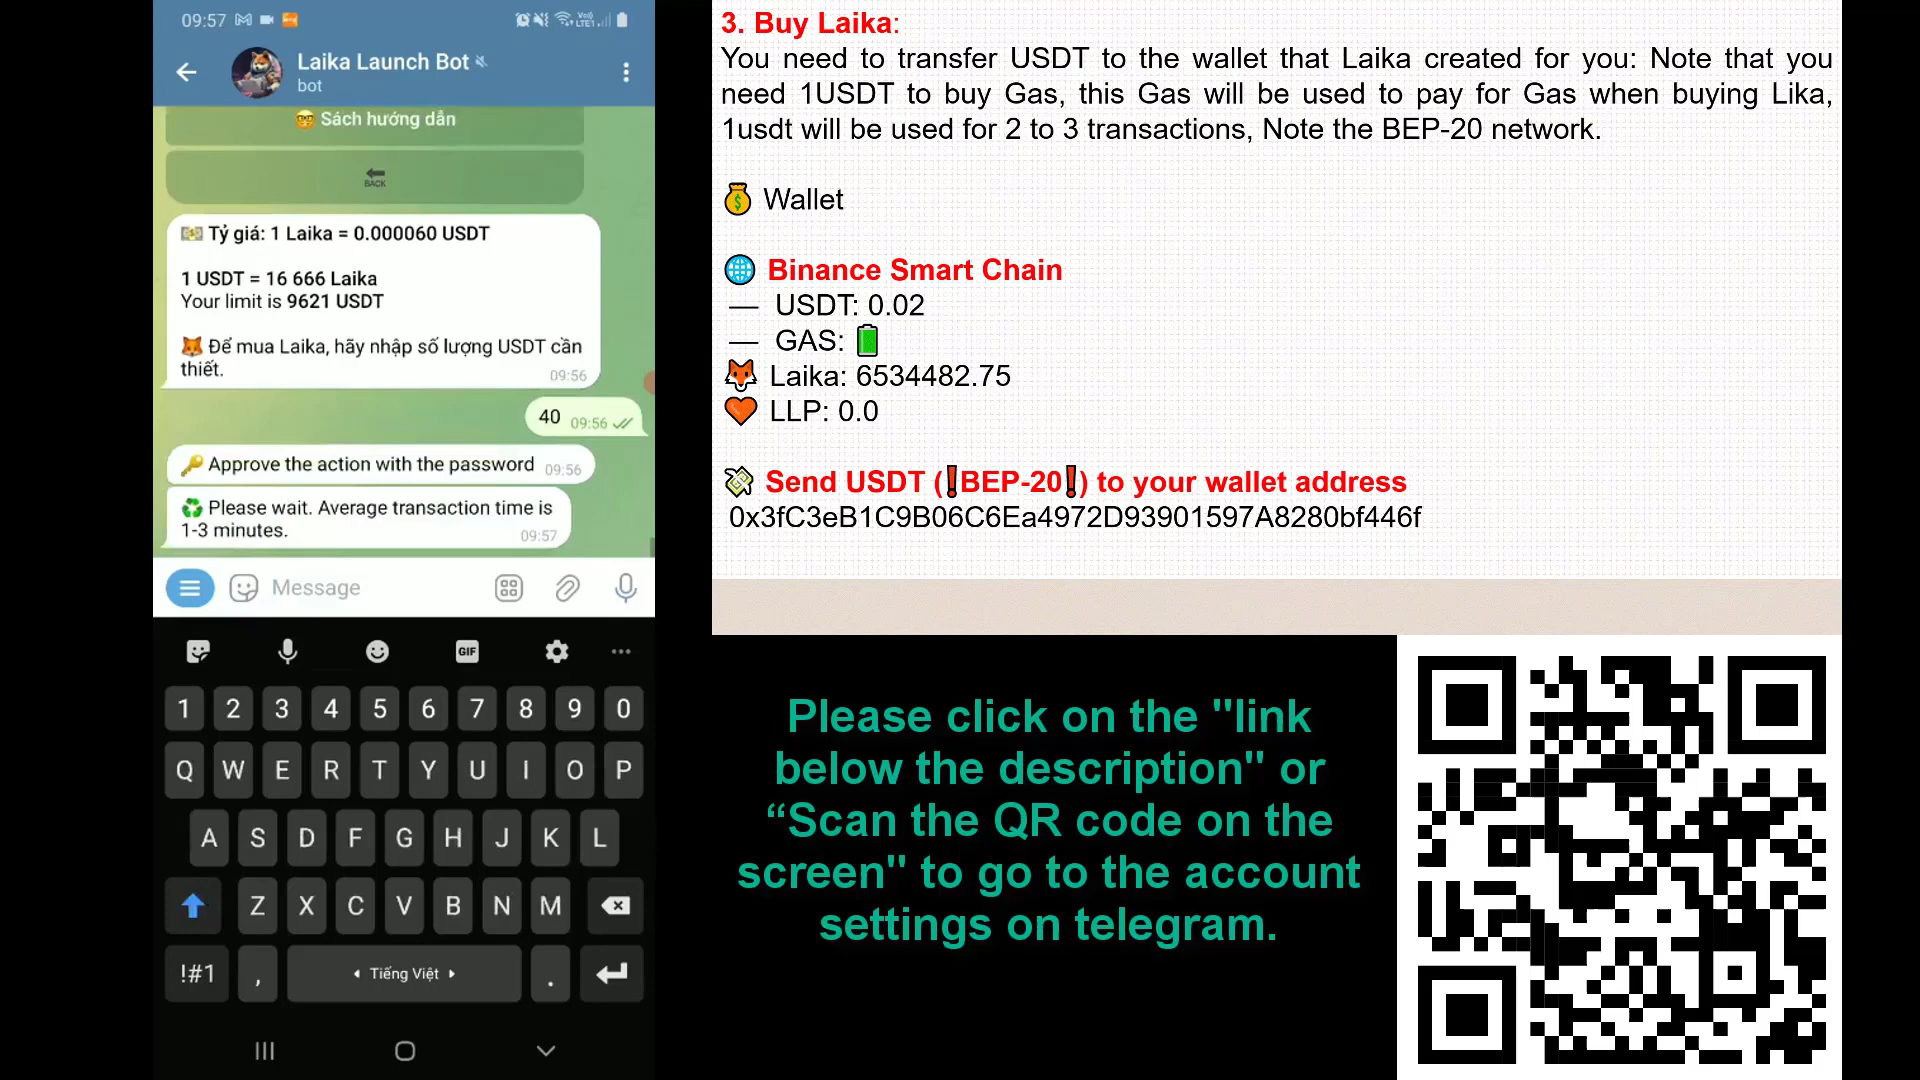 09:57
VoI) LTE1
Laika Launch Bot
bot
Sách hướng dẫn
BACK
Tỷ giá: 1 Laika = 0.000060 USDT
1 USDT = 16 666 Laika
Your limit is 9621 USDT
Để mua Laika, hãy nhập số lượng USDT cần
thiết.
09:56
40 09:56
Approve the action with the password 09:56
Please wait. Average transaction time is
1-3 minutes.
09:57
Message
GIF
1 2 3 4 5 6 7 8 9 0
Q W E R T Y U I O P
A S D F G H J K L
Z X C V B N M
!#1 , Tiếng Việt .
3. Buy Laika:
You need to transfer USDT to the wallet that Laika created for you: Note that you
need 1USDT to buy Gas, this Gas will be used to pay for Gas when buying Lika,
1usdt will be used for 2 to 3 transactions, Note the BEP-20 network.
Wallet
Binance Smart Chain
— USDT: 0.02
— GAS:
Laika: 6534482.75
LLP: 0.0
Send USDT (❗BEP-20❗) to your wallet address
0x3fC3eB1C9B06C6Ea4972D93901597A8280bf446f
Please click on the "link
below the description" or
“Scan the QR code on the
screen" to go to the account
settings on telegram.